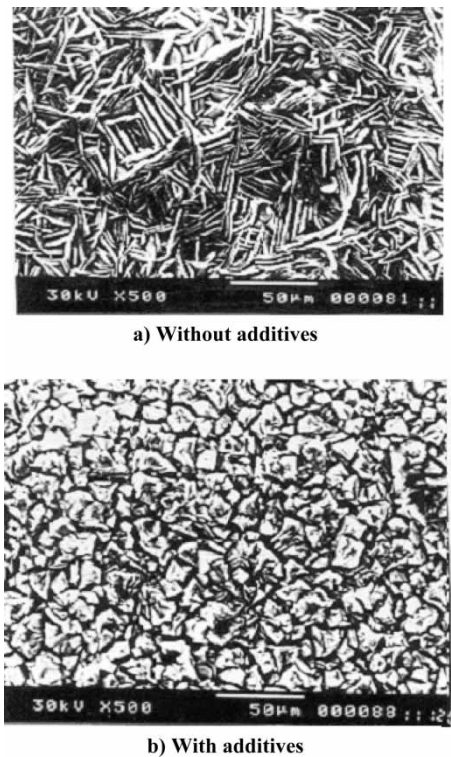 30kV X500 50µm 000081
a) Without additives
30kV X500 50µm 000088
b) With additives